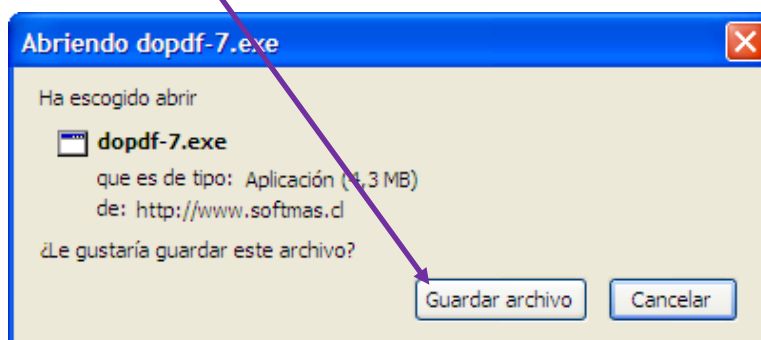 Abriendo dopdf-7.exe
Ha escogido abrir
dopdf-7.exe
que es de tipo: Aplicación (4,3 MB)
de: http://www.softmas.cl
¿Le gustaría guardar este archivo?
Guardar archivo Cancelar